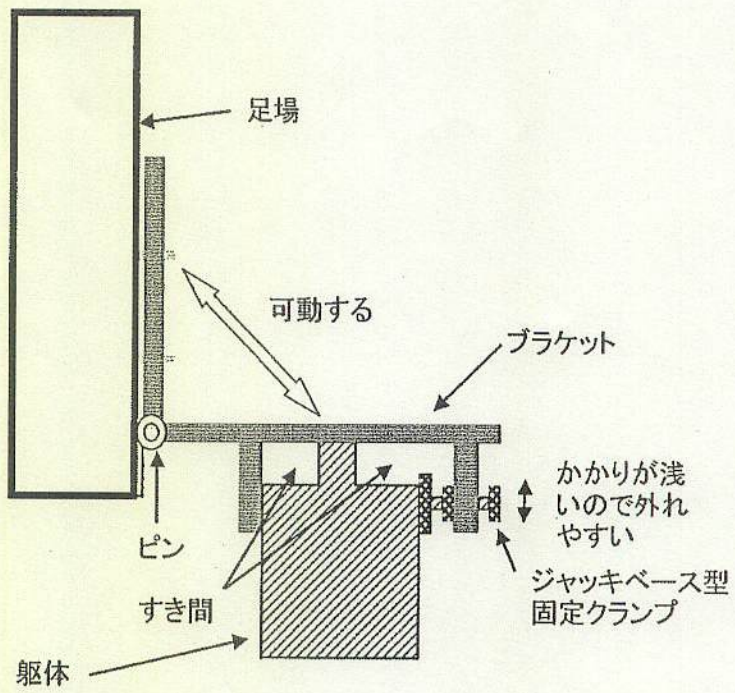 足場
可動する
ブラケット
かかりが浅
いので外れ
やすい
ピン
ジャッキベース型
固定クランプ
すき間
躯体